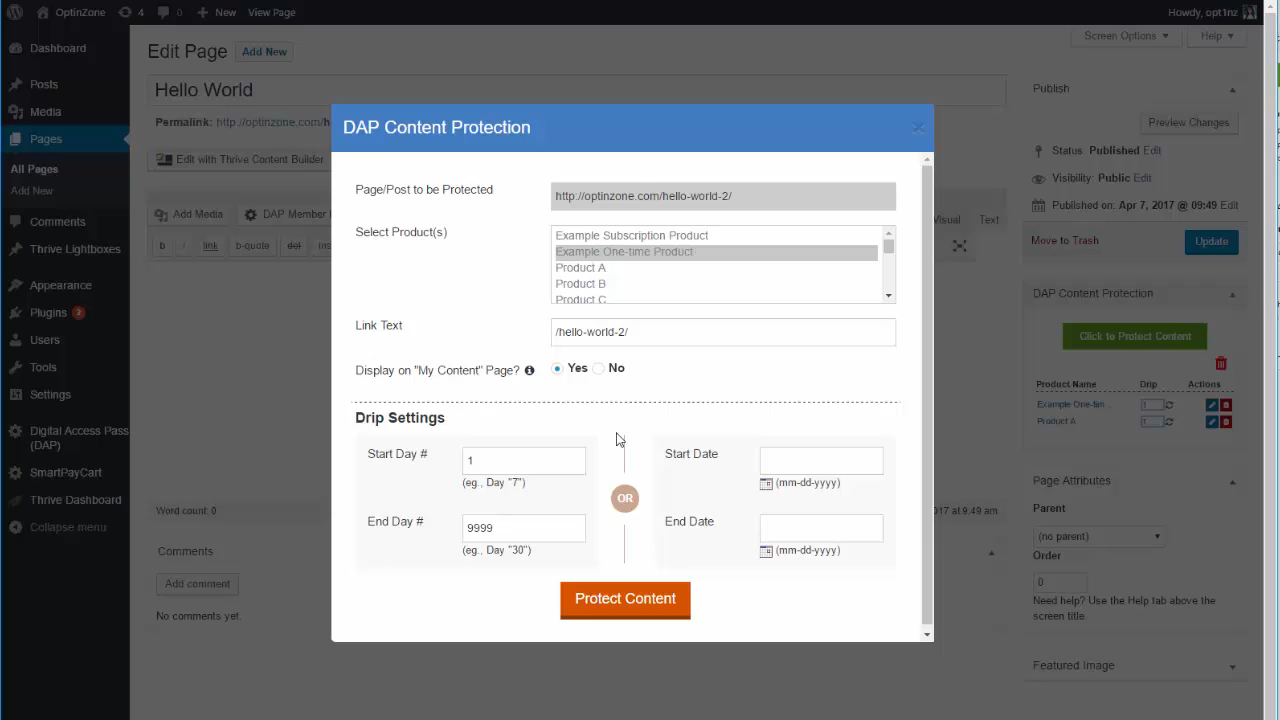 OptinZone 4 0 New View Page Howdy, opt1nz
Dashboard
Posts
Media
Pages
All Pages
Add New
Comments
Thrive Lightboxes
Appearance
Plugins 2
Users
Tools
Settings
Digital Access Pass
(DAP)
SmartPayCart
Thrive Dashboard
Collapse menu
Screen Options Help
Edit Page Add New
Hello World
Permalink: http://optinzone.com/h
Edit with Thrive Content Builder
Add Media DAP Member
Visual Text
b i link b-quote del ins
Word count: 0 2017 at 9:49 am.
Comments
Add comment
No comments yet.
DAP Content Protection ×
Page/Post to be Protected http://optinzone.com/hello-world-2/
Select Product(s) Example Subscription Product
Example One-time Product
Product A
Product B
Product C
Link Text /hello-world-2/
Display on "My Content" Page? Yes No
Drip Settings
Start Day # 1
(eg., Day "7")
End Day # 9999
(eg., Day "30")
OR
Start Date
(mm-dd-yyyy)
End Date
(mm-dd-yyyy)
Protect Content
Publish
Preview Changes
Status: Published Edit
Visibility: Public Edit
Published on: Apr 7, 2017 @ 09:49 Edit
Move to Trash Update
DAP Content Protection
Click to Protect Content
Product Name Drip Actions
Example One-tim... 1
Product A 1
Page Attributes
Parent
(no parent)
Order
0
Need help? Use the Help tab above the
screen title.
Featured Image